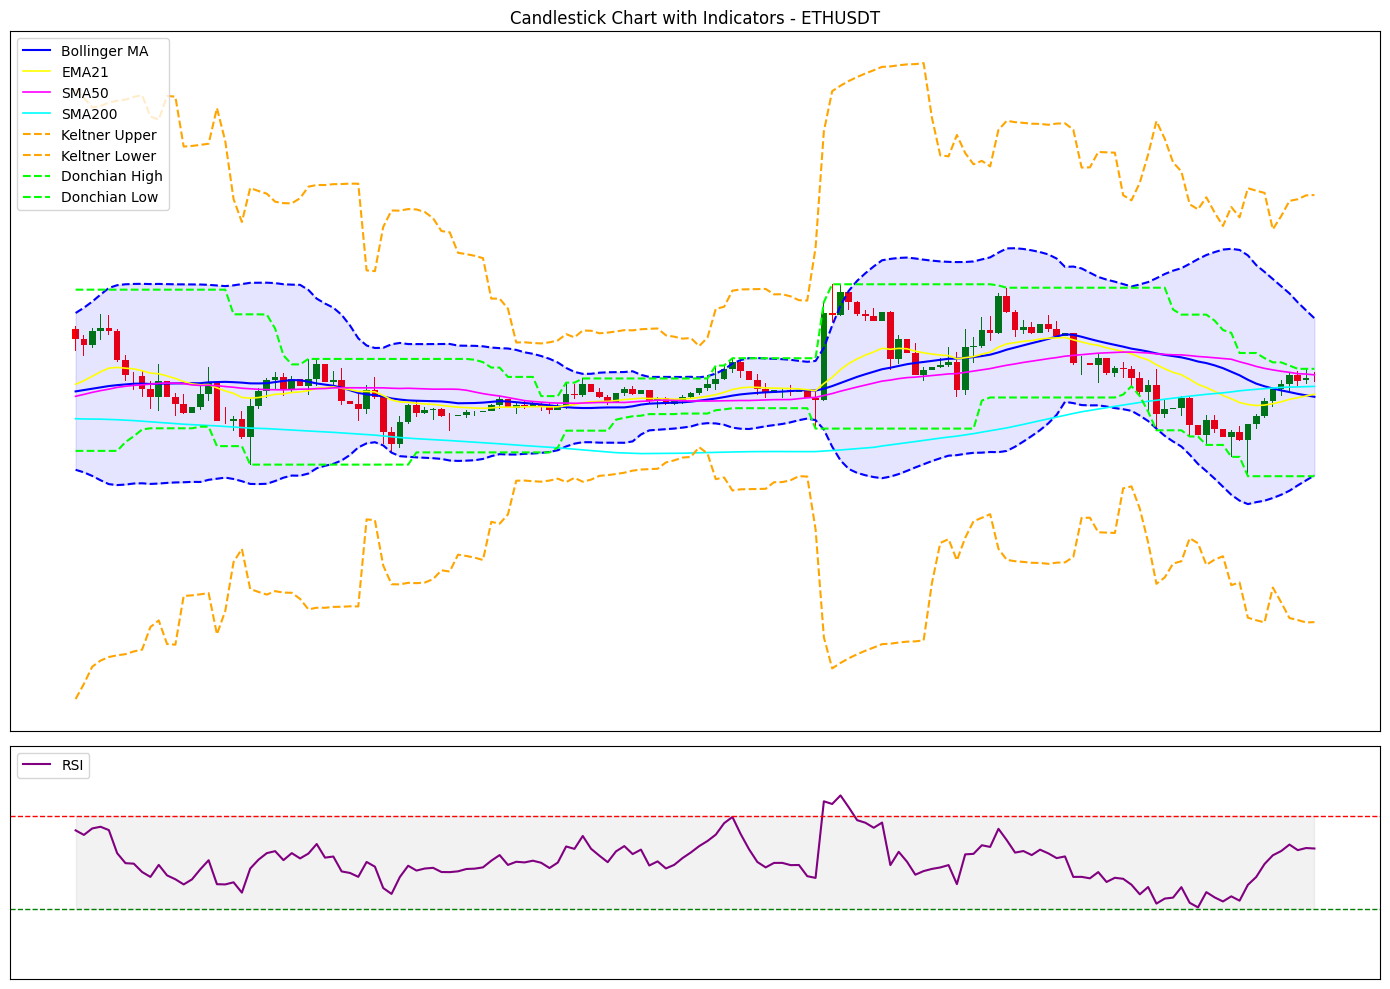 Candlestick Chart with Indicators - ETHUSDT
Bollinger MA
EMA21
SMA50
SMA200
Keltner Upper
Keltner Lower
Donchian High
Donchian Low
RSI